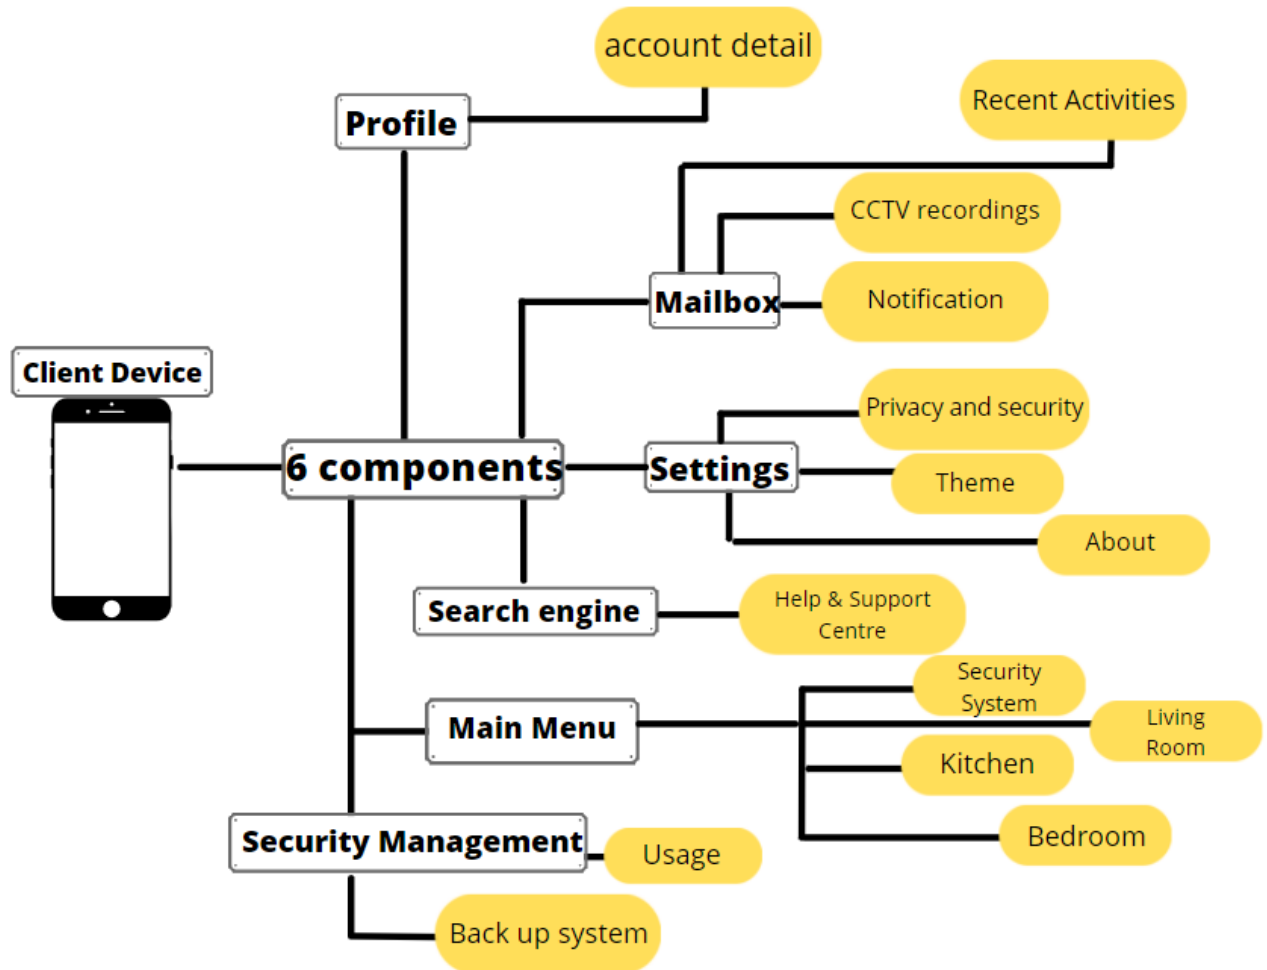 account detail
Profile
Recent Activities
CCTV recordings
Mailbox
Notification
Client Device
Privacy and security
6 components
Settings
Theme
About
Search engine
Help & Support
Centre
Security
System
Main Menu
Living
Room
Kitchen
Bedroom
Security Management
Usage
Back up system